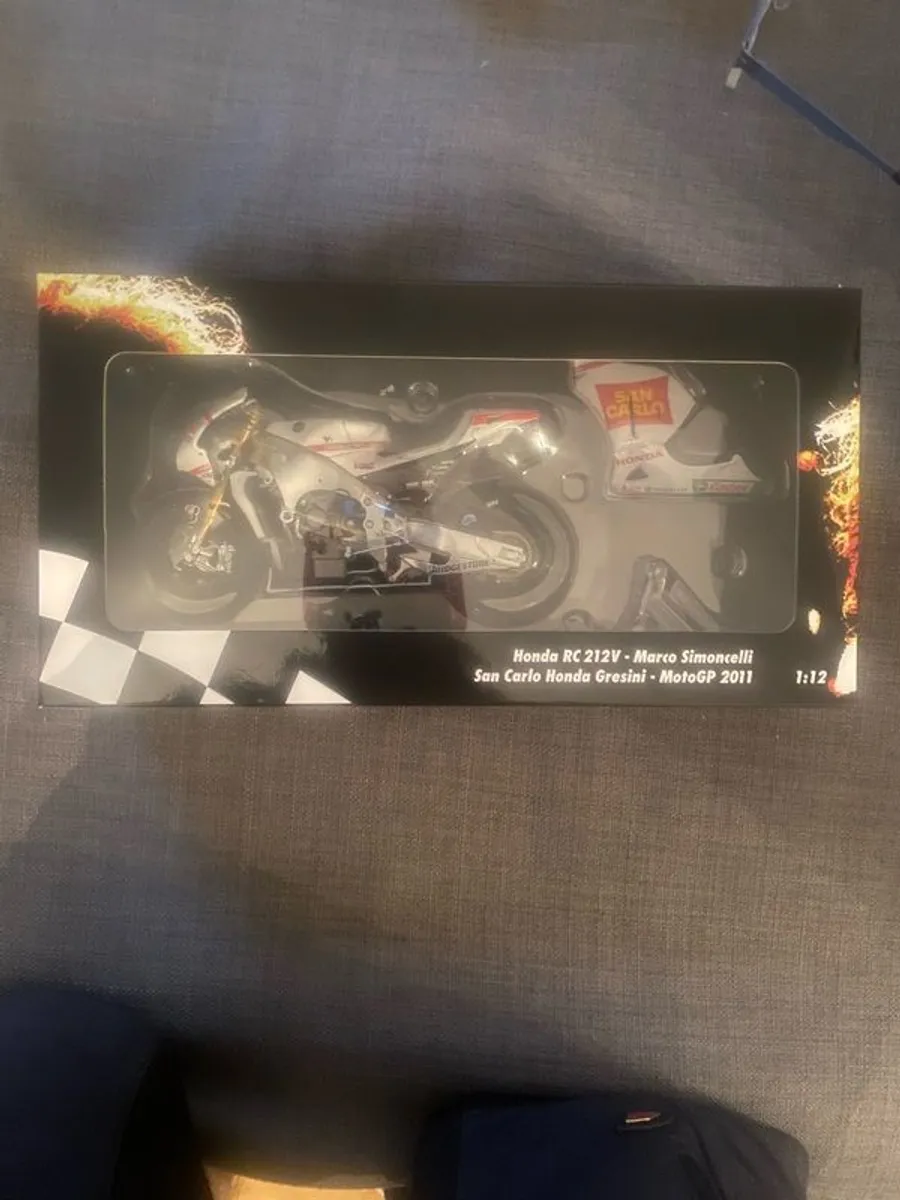 SAN
CARLO
HONDA
BRIDGESTONE
Honda RC 212V - Marco Simoncelli
San Carlo Honda Gresini - MotoGP 2011
1:12